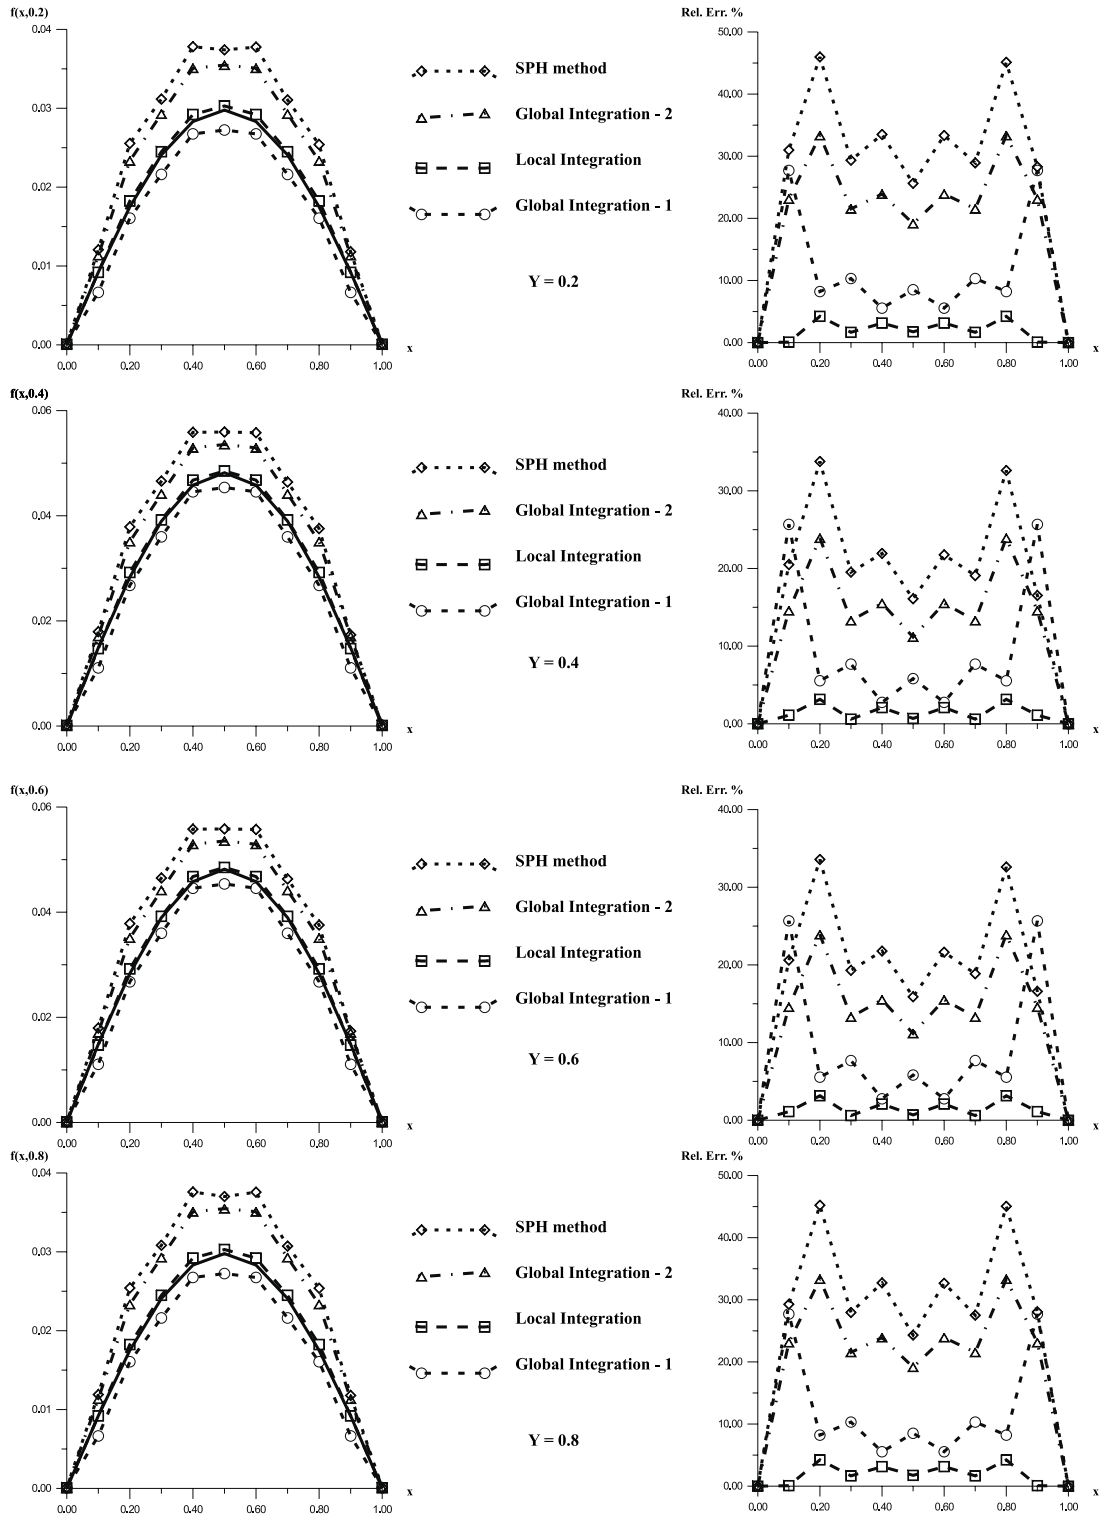 f(x,0.2)
0.04
0.03
0.02
0.01
0.00
0.00 0.20 0.40 0.60 0.80 1.00
x
SPH method
Global Integration - 2
Local Integration
Global Integration - 1
Y = 0.2
Rel. Err. %
50.00
40.00
30.00
20.00
10.00
0.00
0.00 0.20 0.40 0.60 0.80 1.00
x
f(x,0.4)
0.06
0.04
0.02
0.00
0.00 0.20 0.40 0.60 0.80 1.00
x
SPH method
Global Integration - 2
Local Integration
Global Integration - 1
Y = 0.4
Rel. Err. %
40.00
30.00
20.00
10.00
0.00
0.00 0.20 0.40 0.60 0.80 1.00
x
f(x,0.6)
0.06
0.04
0.02
0.00
0.00 0.20 0.40 0.60 0.80 1.00
x
SPH method
Global Integration - 2
Local Integration
Global Integration - 1
Y = 0.6
Rel. Err. %
40.00
30.00
20.00
10.00
0.00
0.00 0.20 0.40 0.60 0.80 1.00
x
f(x,0.8)
0.04
0.03
0.02
0.01
0.00
0.00 0.20 0.40 0.60 0.80 1.00
x
SPH method
Global Integration - 2
Local Integration
Global Integration - 1
Y = 0.8
Rel. Err. %
50.00
40.00
30.00
20.00
10.00
0.00
0.00 0.20 0.40 0.60 0.80 1.00
x